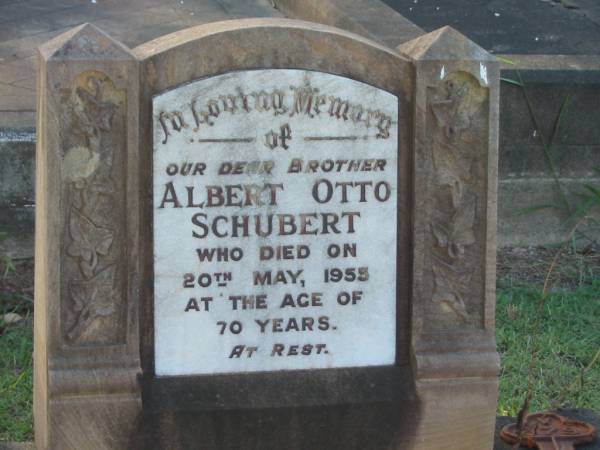 In Loving Memory
of
OUR DEAR BROTHER
ALBERT OTTO
SCHUBERT
WHO DIED ON
20TH MAY, 1955
AT THE AGE OF
70 YEARS.
AT REST.